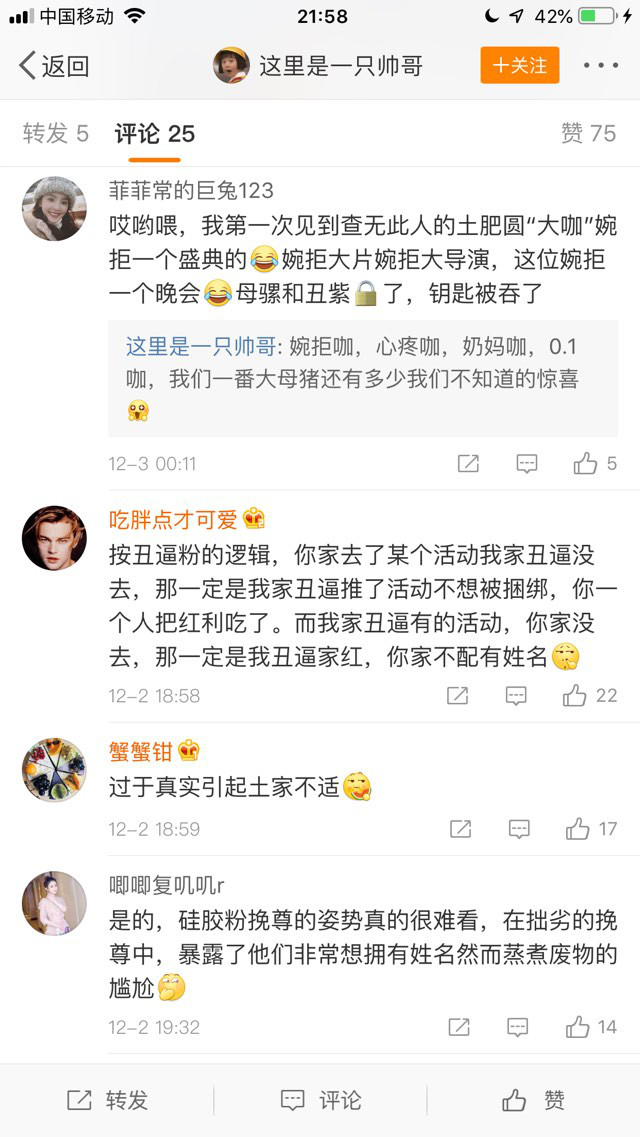 中国移动 21:58 42%
返回 这里是一只帅哥 +关注
转发 5 评论 25 赞 75
菲菲常的巨兔123
哎哟喂，我第一次见到查无此人的土肥圆“大咖”婉
拒一个盛典的😂婉拒大片婉拒大导演，这位婉拒
一个晚会😂母骡和丑紫🔒了，钥匙被吞了
这里是一只帅哥: 婉拒咖，心疼咖，奶妈咖，0.1
咖，我们一番大母猪还有多少我们不知道的惊喜
12-3 00:11 5
吃胖点才可爱
按丑逼粉的逻辑，你家去了某个活动我家丑逼没
去，那一定是我家丑逼推了活动不想被捆绑，你一
个人把红利吃了。而我家丑逼有的活动，你家没
去，那一定是我丑逼家红，你家不配有姓名
12-2 18:58 22
蟹蟹钳
过于真实引起土家不适
12-2 18:59 17
唧唧复叽叽r
是的，硅胶粉挽尊的姿势真的很难看，在拙劣的挽
尊中，暴露了他们非常想拥有姓名然而蒸煮废物的
尴尬
12-2 19:32 14
转发 评论 赞